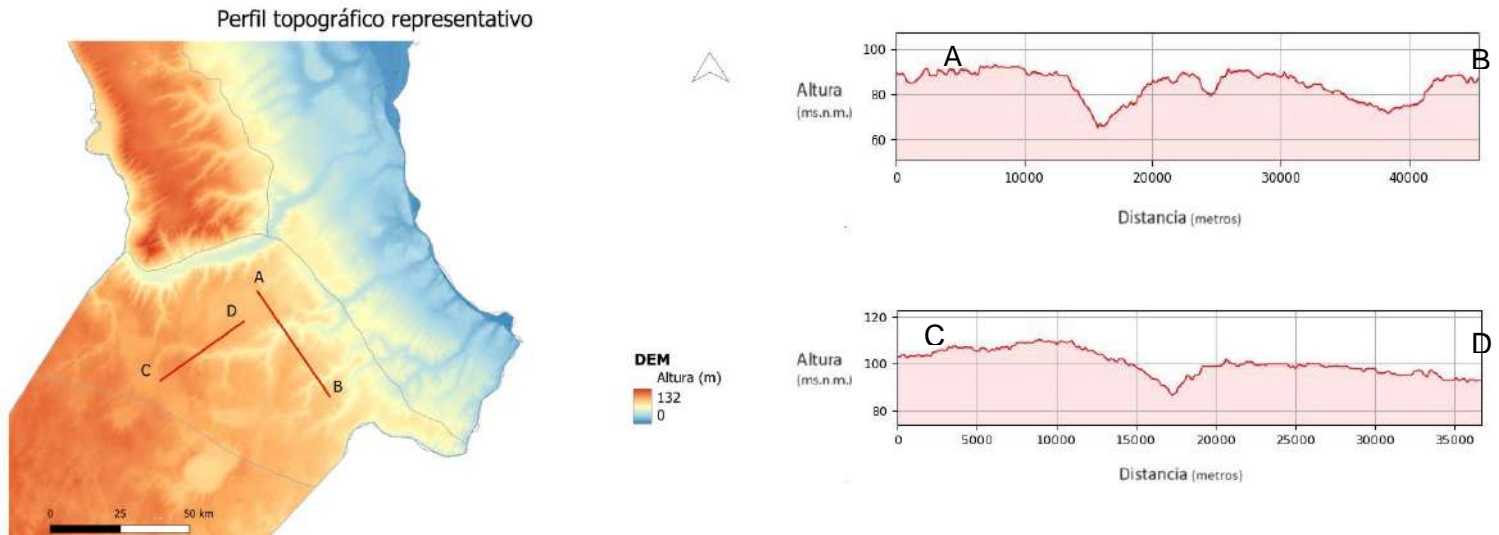 Perfil topográfico representativo
A
D
C
B
0 25 50 km
DEM
Altura (m)
132
0
100
80
60
Altura
(ms.n.m.)
A
B
0 10000 20000 30000 40000
Distancia (metros)
120
100
80
Altura
(ms.n.m.)
C
D
0 5000 10000 15000 20000 25000 30000 35000
Distancia (metros)